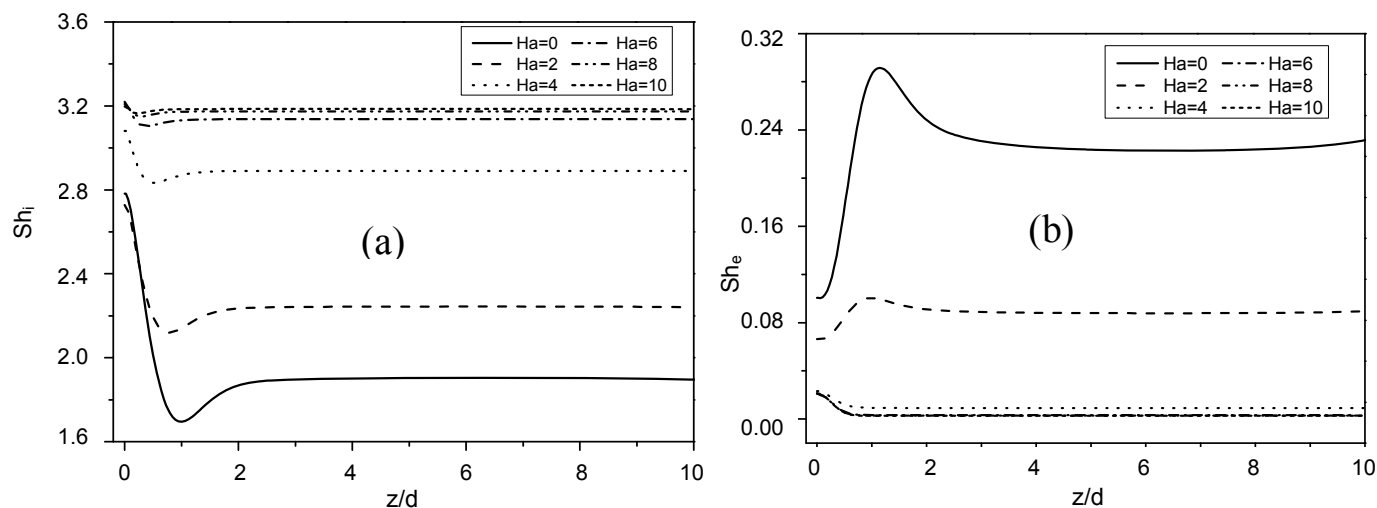 3.6
3.2
2.8
2.4
2.0
1.6
Sh_i
Ha=0 Ha=6
Ha=2 Ha=8
Ha=4 Ha=10
(a)
0 2 4 6 8 10
z/d
0.32
0.24
0.16
0.08
0.00
Sh_e
Ha=0 Ha=6
Ha=2 Ha=8
Ha=4 Ha=10
(b)
0 2 4 6 8 10
z/d